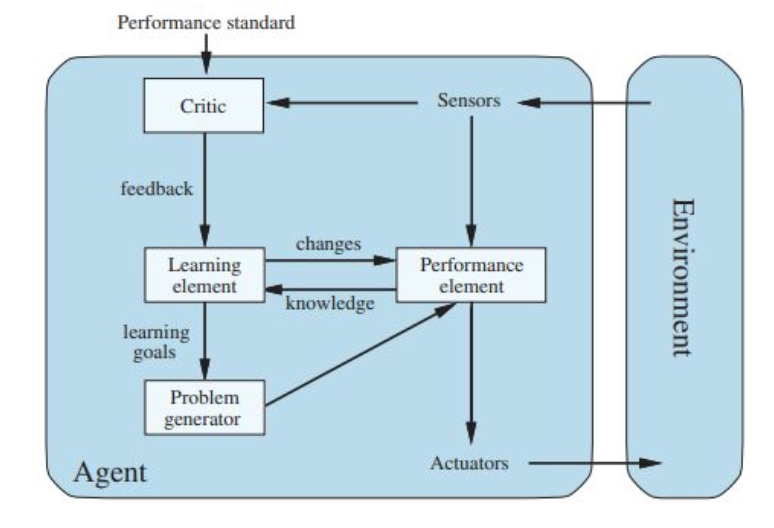 Performance standard
Critic
Sensors
feedback
changes
Learning
element
Performance
element
knowledge
learning
goals
Problem
generator
Agent
Actuators
Environment